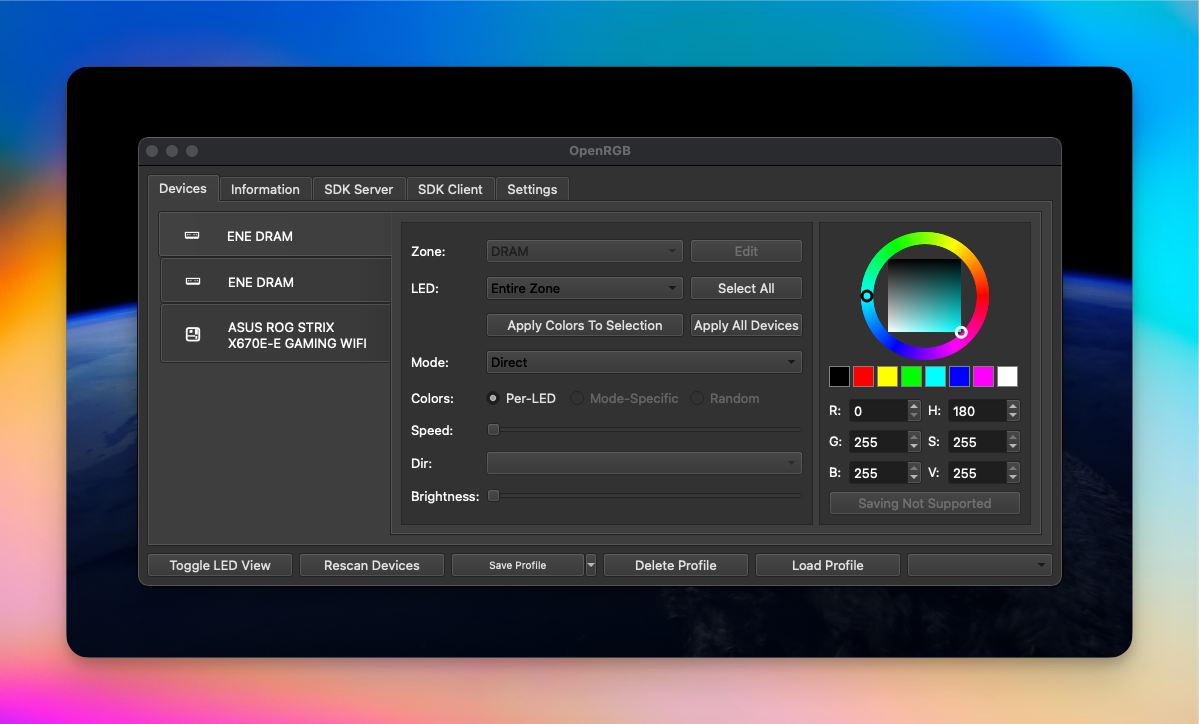 OpenRGB
Devices
Information
SDK Server
SDK Client
Settings
ENE DRAM
ENE DRAM
ASUS ROG STRIX
X670E-E GAMING WIFI
Zone:
DRAM
Edit
LED:
Entire Zone
Select All
Apply Colors To Selection
Apply All Devices
Mode:
Direct
Colors:
Per-LED
Mode-Specific
Random
Speed:
Dir:
Brightness:
R: 0
H: 180
G: 255
S: 255
B: 255
V: 255
Saving Not Supported
Toggle LED View
Rescan Devices
Save Profile
Delete Profile
Load Profile